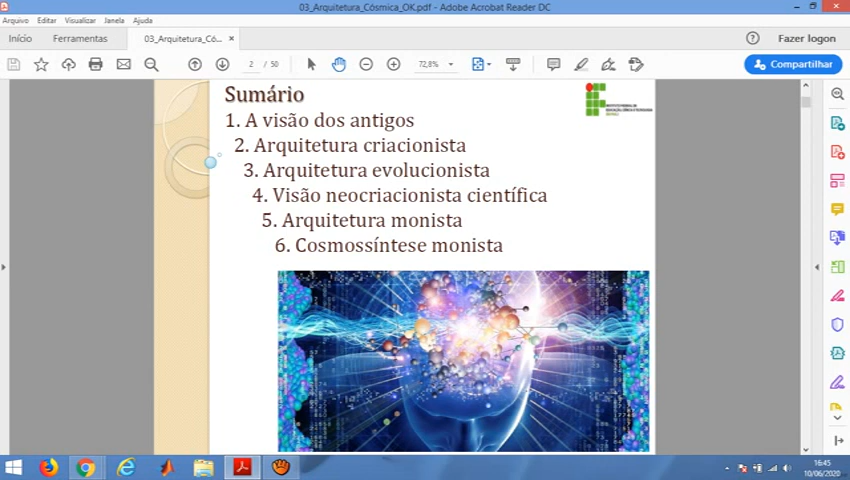 03_Arquitetura_Cósmica_OK.pdf - Adobe Acrobat Reader DC
Arquivo Editar Visualizar Janela Ajuda
Início Ferramentas 03_Arquitetura_Có... × Fazer logon
2 / 50 72,8% Compartilhar
Sumário
1. A visão dos antigos
2. Arquitetura criacionista
3. Arquitetura evolucionista
4. Visão neocriacionista científica
5. Arquitetura monista
6. Cosmossíntese monista
16:45
10/06/2020